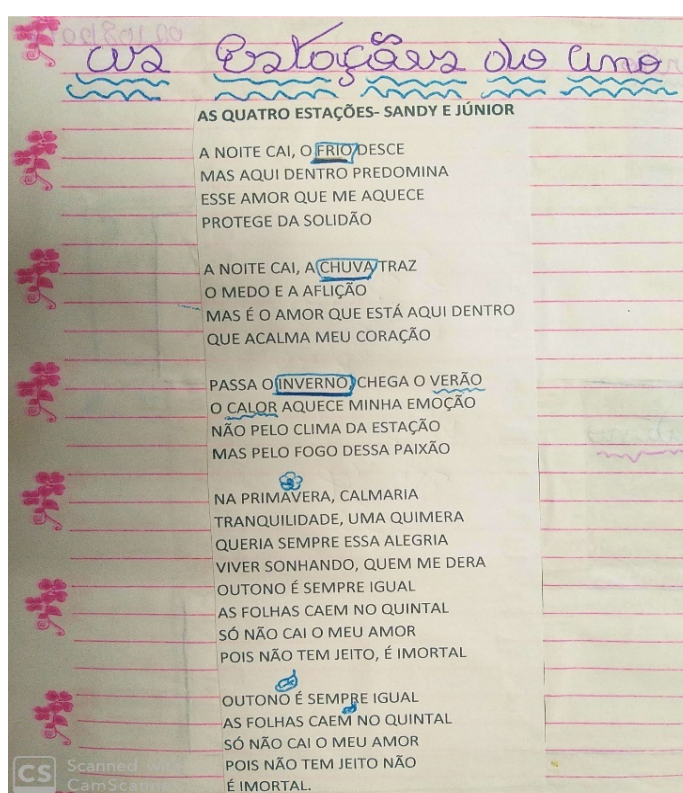 as Estações do ano
AS QUATRO ESTAÇÕES- SANDY E JÚNIOR
A NOITE CAI, O FRIO DESCE
MAS AQUI DENTRO PREDOMINA
ESSE AMOR QUE ME AQUECE
PROTEGE DA SOLIDÃO
A NOITE CAI, A CHUVA TRAZ
O MEDO E A AFLIÇÃO
MAS É O AMOR QUE ESTÁ AQUI DENTRO
QUE ACALMA MEU CORAÇÃO
PASSA O INVERNO, CHEGA O VERÃO
O CALOR AQUECE MINHA EMOÇÃO
NÃO PELO CLIMA DA ESTAÇÃO
MAS PELO FOGO DESSA PAIXÃO
NA PRIMAVERA, CALMARIA
TRANQUILIDADE, UMA QUIMERA
QUERIA SEMPRE ESSA ALEGRIA
VIVER SONHANDO, QUEM ME DERA
OUTONO É SEMPRE IGUAL
AS FOLHAS CAEM NO QUINTAL
SÓ NÃO CAI O MEU AMOR
POIS NÃO TEM JEITO, É IMORTAL
OUTONO É SEMPRE IGUAL
AS FOLHAS CAEM NO QUINTAL
SÓ NÃO CAI O MEU AMOR
POIS NÃO TEM JEITO NÃO
É IMORTAL.
CS Scanned with
CamScanner